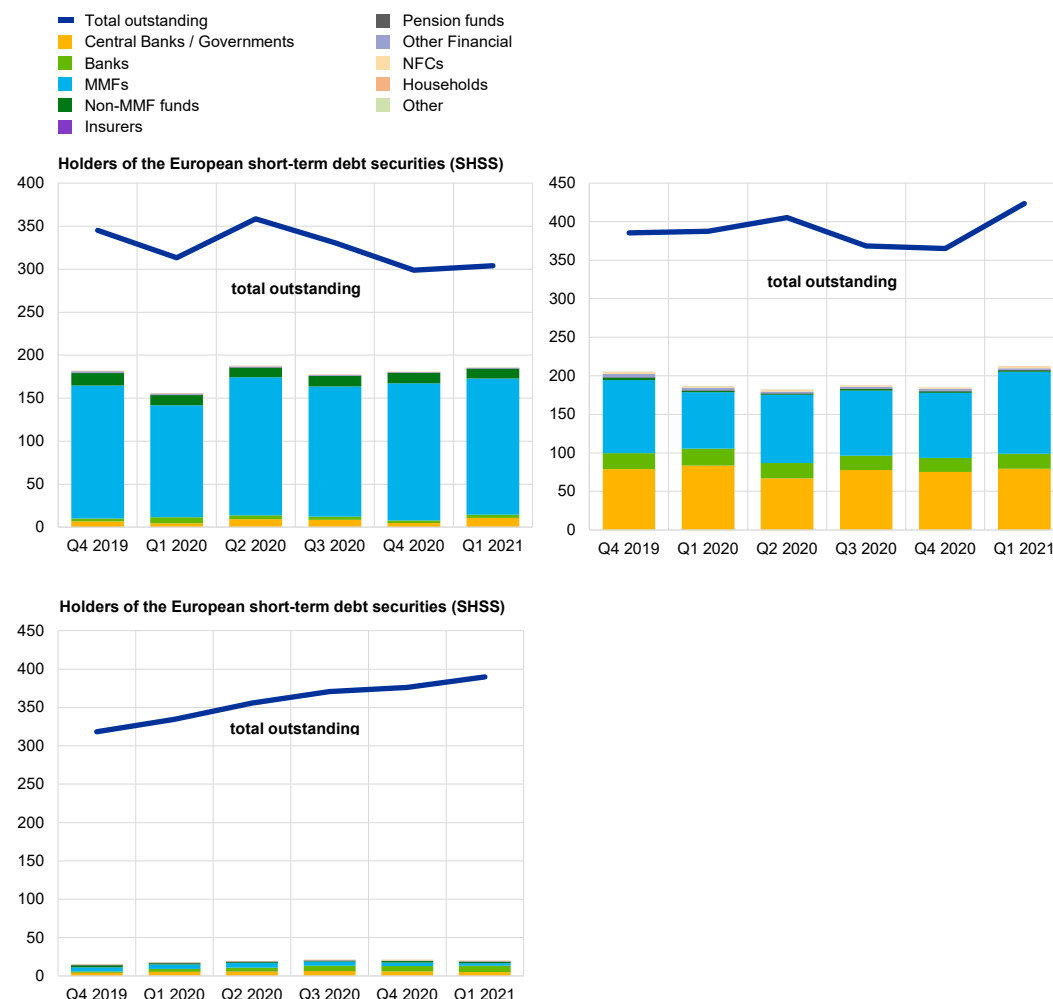 Total outstanding
Central Banks / Governments
Banks
MMFs
Non-MMF funds
Insurers
Pension funds
Other Financial
NFCs
Households
Other
Holders of the European short-term debt securities (SHSS)
400
350
300
250
200
150
100
50
0
total outstanding
Q4 2019 Q1 2020 Q2 2020 Q3 2020 Q4 2020 Q1 2021
450
400
350
300
250
200
150
100
50
0
total outstanding
Q4 2019 Q1 2020 Q2 2020 Q3 2020 Q4 2020 Q1 2021
Holders of the European short-term debt securities (SHSS)
450
400
350
300
250
200
150
100
50
0
total outstanding
Q4 2019 Q1 2020 Q2 2020 Q3 2020 Q4 2020 Q1 2021